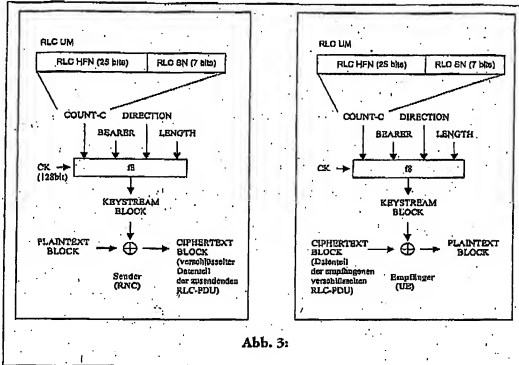 RLC UM
RLC HFN (25 bits) RLC SN (7 bits)
COUNT-C DIRECTION
BEARER LENGTH
CK
(128bit)
f8
KEYSTREAM
BLOCK
PLAINTEXT
BLOCK
CIPHERTEXT
BLOCK
(verschlüsselter
Datenteil
der zusendenden
RLC-PDU)
Sender
(RNC)
RLC UM
RLC HFN (25 bits) RLC SN (7 bits)
COUNT-C DIRECTION
BEARER LENGTH
CK
f8
KEYSTREAM
BLOCK
CIPHERTEXT
BLOCK
(Datenteil
der empfangenen
verschlüsselten
RLC-PDU)
PLAINTEXT
BLOCK
Empfänger
(UE)
Abb. 3: